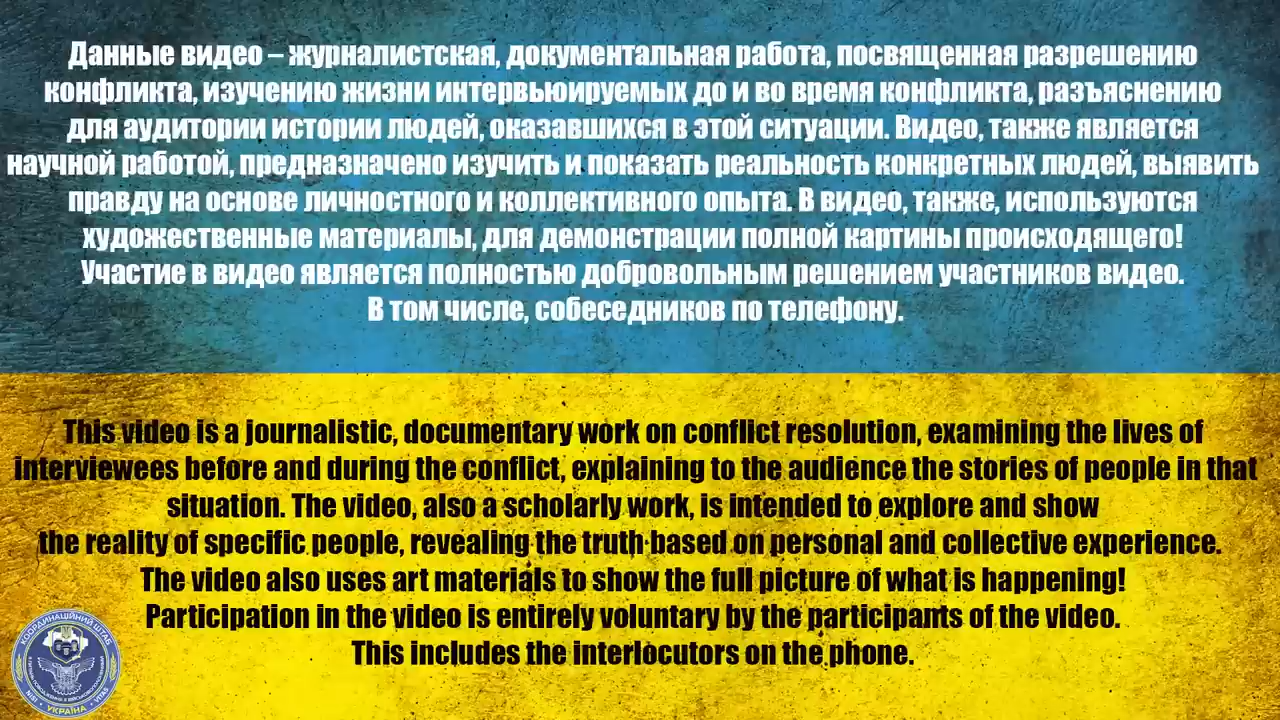 Данные видео – журналистская, документальная работа, посвященная разрешению
конфликта, изучению жизни интервьюируемых до и во время конфликта, разъяснению
для аудитории истории людей, оказавшихся в этой ситуации. Видео, также является
научной работой, предназначено изучить и показать реальность конкретных людей, выявить
правду на основе личностного и коллективного опыта. В видео, также, используются
художественные материалы, для демонстрации полной картины происходящего!
Участие в видео является полностью добровольным решением участников видео.
В том числе, собеседников по телефону.
This video is a journalistic, documentary work on conflict resolution, examining the lives of
interviewees before and during the conflict, explaining to the audience the stories of people in that
situation. The video, also a scholarly work, is intended to explore and show
the reality of specific people, revealing the truth based on personal and collective experience.
The video also uses art materials to show the full picture of what is happening!
Participation in the video is entirely voluntary by the participants of the video.
This includes the interlocutors on the phone.
КООРДИНАЦІЙНИЙ ШТАБ
УКРАЇНА